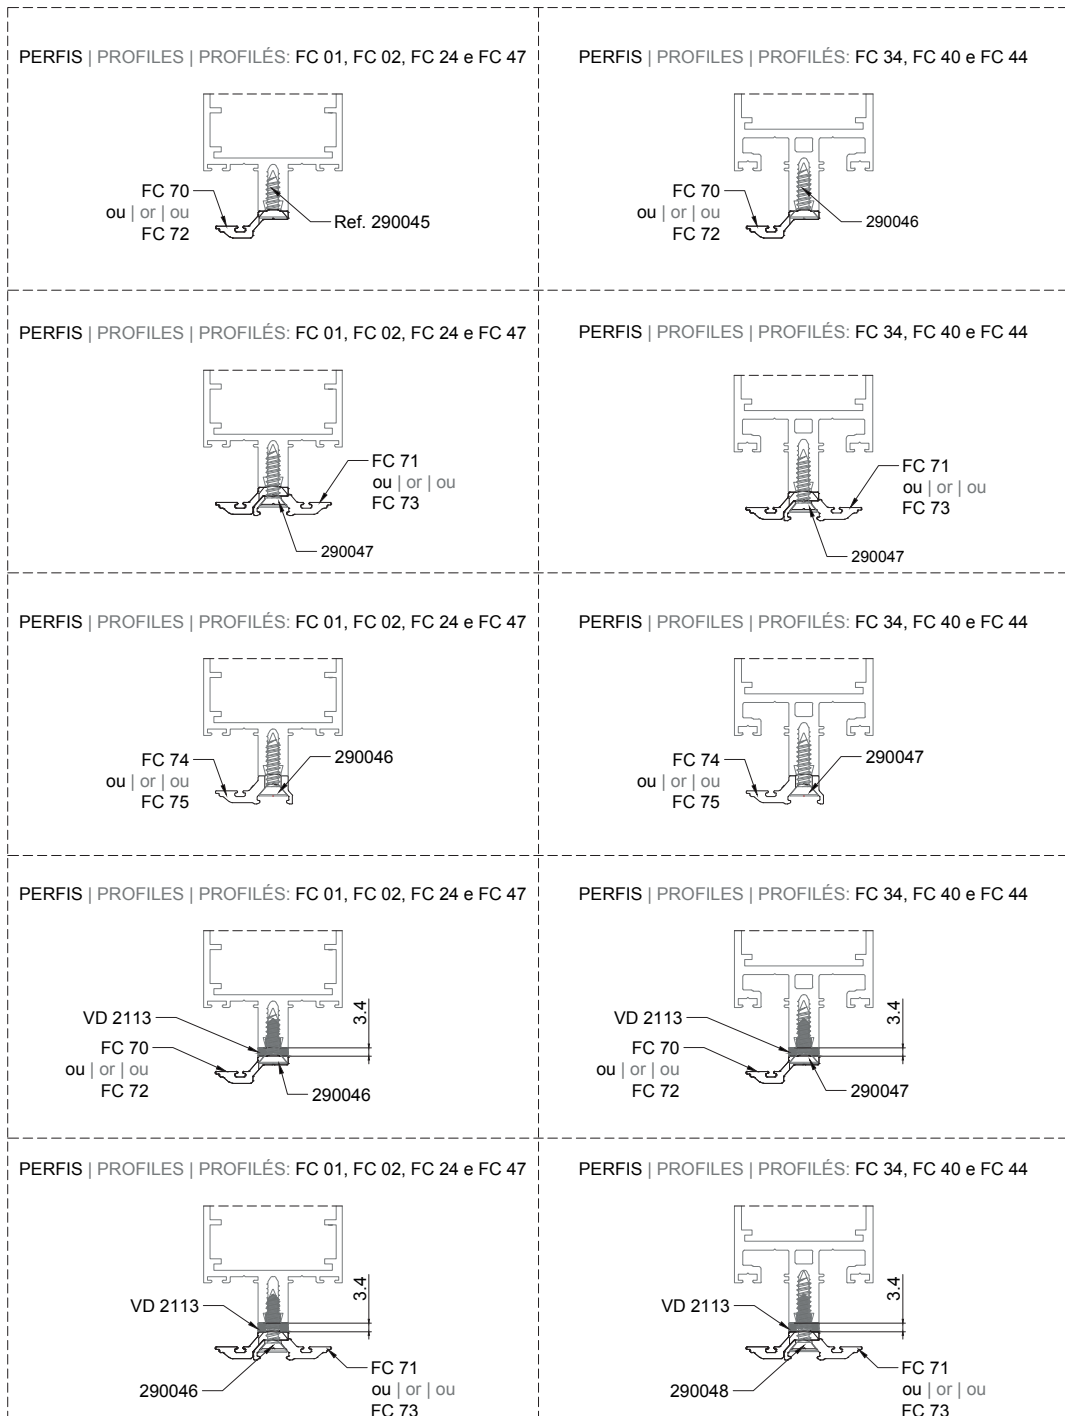 PERFIS | PROFILES | PROFILÉS: FC 01, FC 02, FC 24 e FC 47
FC 70
ou | or | ou
FC 72
Ref. 290045
PERFIS | PROFILES | PROFILÉS: FC 34, FC 40 e FC 44
FC 70
ou | or | ou
FC 72
290046
PERFIS | PROFILES | PROFILÉS: FC 01, FC 02, FC 24 e FC 47
FC 71
ou | or | ou
FC 73
290047
PERFIS | PROFILES | PROFILÉS: FC 34, FC 40 e FC 44
FC 71
ou | or | ou
FC 73
290047
PERFIS | PROFILES | PROFILÉS: FC 01, FC 02, FC 24 e FC 47
FC 74
ou | or | ou
FC 75
290046
PERFIS | PROFILES | PROFILÉS: FC 34, FC 40 e FC 44
FC 74
ou | or | ou
FC 75
290047
PERFIS | PROFILES | PROFILÉS: FC 01, FC 02, FC 24 e FC 47
VD 2113
FC 70
ou | or | ou
FC 72
3.4
290046
PERFIS | PROFILES | PROFILÉS: FC 34, FC 40 e FC 44
VD 2113
FC 70
ou | or | ou
FC 72
3.4
290047
PERFIS | PROFILES | PROFILÉS: FC 01, FC 02, FC 24 e FC 47
3.4
VD 2113
290046
FC 71
ou | or | ou
FC 73
PERFIS | PROFILES | PROFILÉS: FC 34, FC 40 e FC 44
3.4
VD 2113
290048
FC 71
ou | or | ou
FC 73